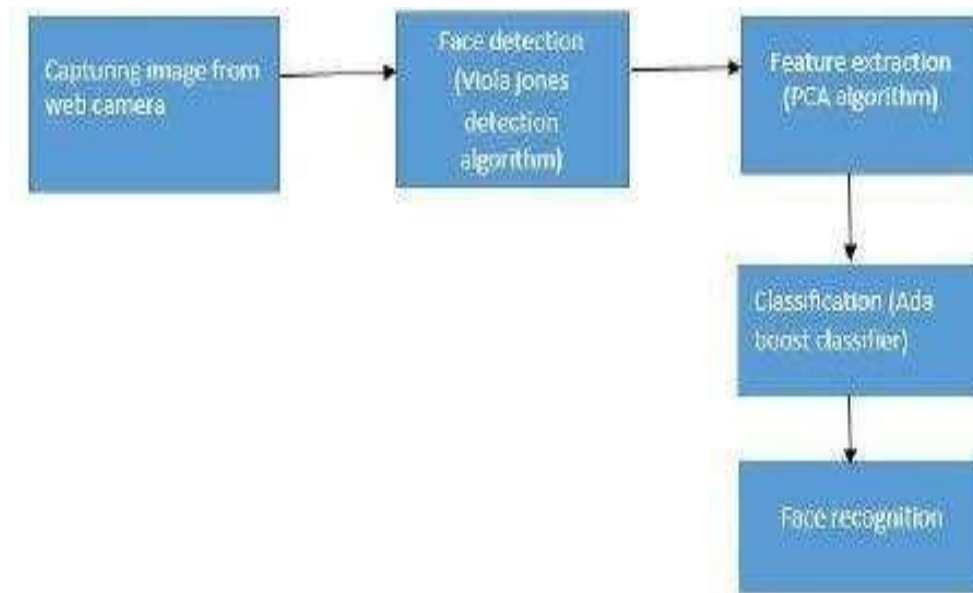 Capturing image from
web camera
Face detection
(Viola Jones
detection
algorithm)
Feature extraction
(PCA algorithm)
Classification (Ada
boost classifier)
Face recognition